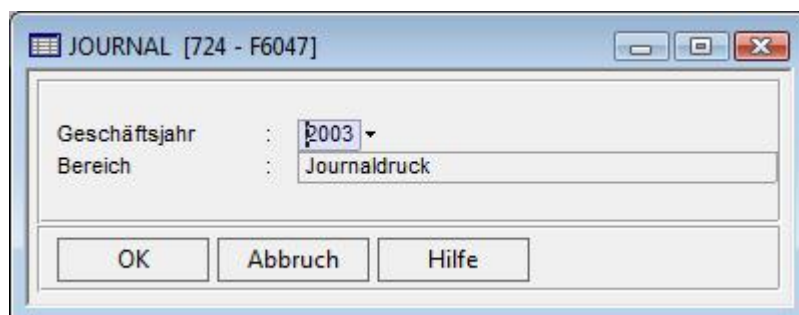 JOURNAL [724 - F6047]
Geschäftsjahr : 2003
Bereich : Journaldruck
OK Abbruch Hilfe